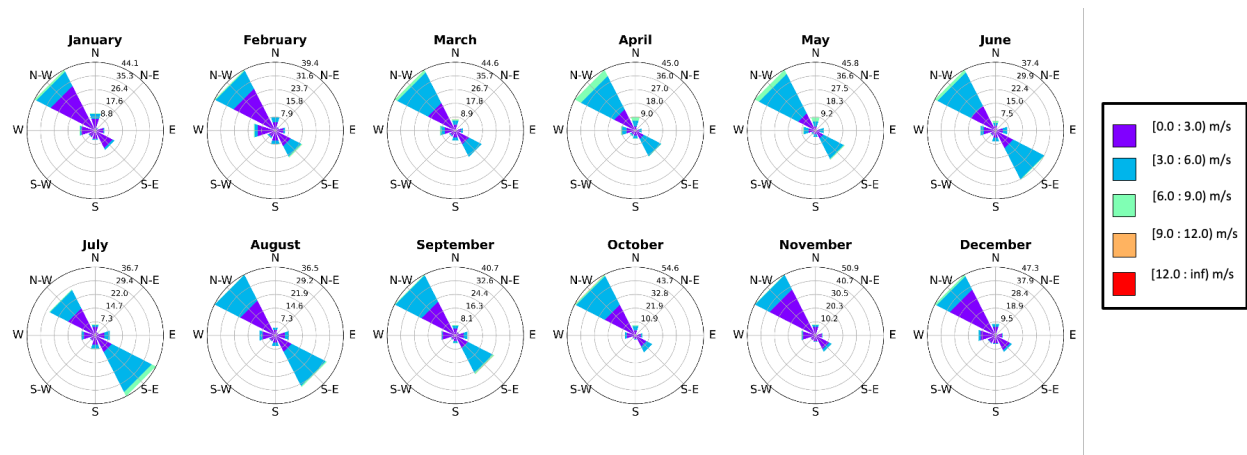 January
N
44.1
N-W
35.3
N-E
26.4
17.6
8.8
W
E
S-W
S-E
S
February
N
39.4
N-W
31.6
N-E
23.7
15.8
7.9
W
E
S-W
S-E
S
March
N
44.6
N-W
35.7
N-E
26.7
17.8
8.9
W
E
S-W
S-E
S
April
N
45.0
N-W
36.0
N-E
27.0
18.0
9.0
W
E
S-W
S-E
S
May
N
45.8
N-W
36.6
N-E
27.5
18.3
9.2
W
E
S-W
S-E
S
June
N
37.4
N-W
29.9
N-E
22.4
15.0
7.5
W
E
S-W
S-E
S
July
N
36.7
N-W
29.4
N-E
22.0
14.7
7.3
W
E
S-W
S-E
S
August
N
36.5
N-W
29.2
N-E
21.9
14.6
7.3
W
E
S-W
S-E
S
September
N
40.7
N-W
32.6
N-E
24.4
16.3
8.1
W
E
S-W
S-E
S
October
N
54.6
N-W
43.7
N-E
32.8
21.9
10.9
W
E
S-W
S-E
S
November
N
50.9
N-W
40.7
N-E
30.5
20.3
10.2
W
E
S-W
S-E
S
December
N
47.3
N-W
37.9
N-E
28.4
18.9
9.5
W
E
S-W
S-E
S
[0.0 : 3.0) m/s
[3.0 : 6.0) m/s
[6.0 : 9.0) m/s
[9.0 : 12.0) m/s
[12.0 : inf) m/s